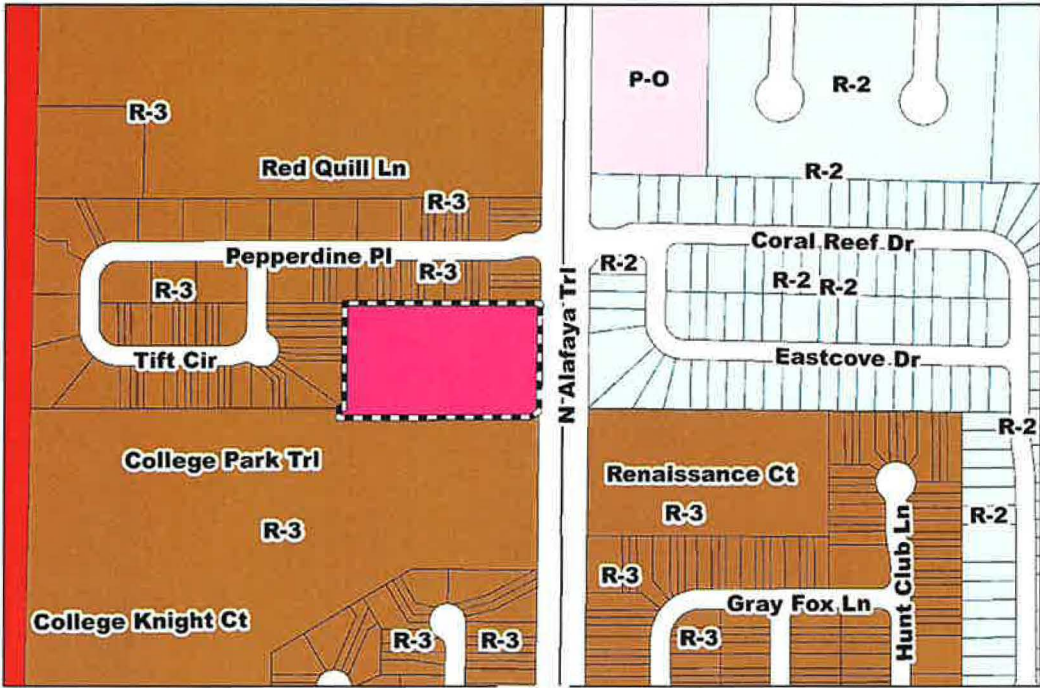 P-O
R-2
R-3
Red Quill Ln
R-2
R-3
Coral Reef Dr
Pepperdine Pl
R-2
R-3
R-3
R-2
R-2
N Alafaya Trl
Tift Cir
Eastcove Dr
R-2
College Park Trl
Renaissance Ct
R-3
R-2
R-3
Hunt Club Ln
R-3
Gray Fox Ln
College Knight Ct
R-3
R-3
R-3